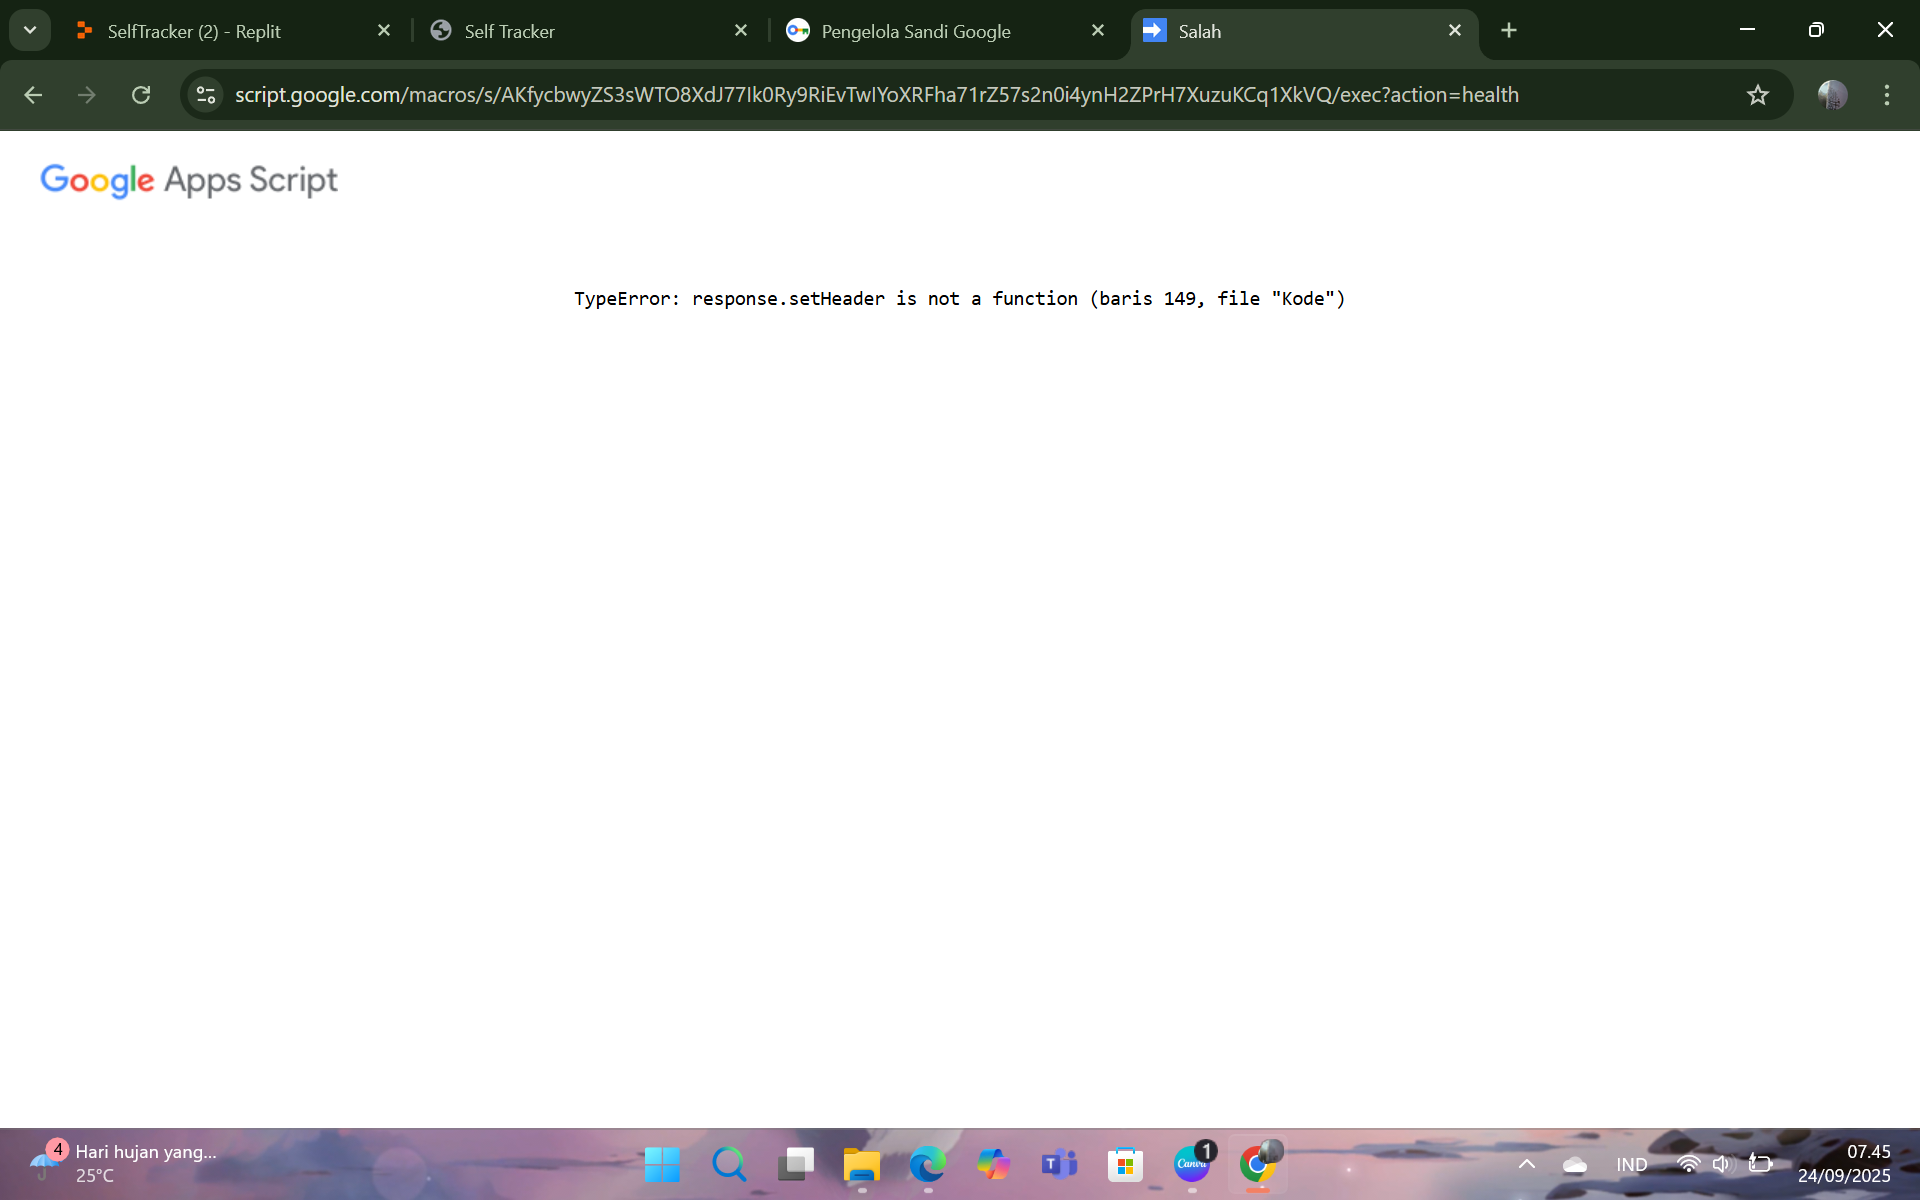 SelfTracker (2) - Replit
Self Tracker
Pengelola Sandi Google
Salah
script.google.com/macros/s/AKfycbwyZS3sWTO8XdJ77Ik0Ry9RiEvTwIYoXRFha71rZ57s2n0i4ynH2ZPrH7XuzuKCq1XkVQ/exec?action=health
Google Apps Script
TypeError: response.setHeader is not a function (baris 149, file "Kode")
4
Hari hujan yang...
25°C
T
Canva
1
IND
07.45
24/09/2025